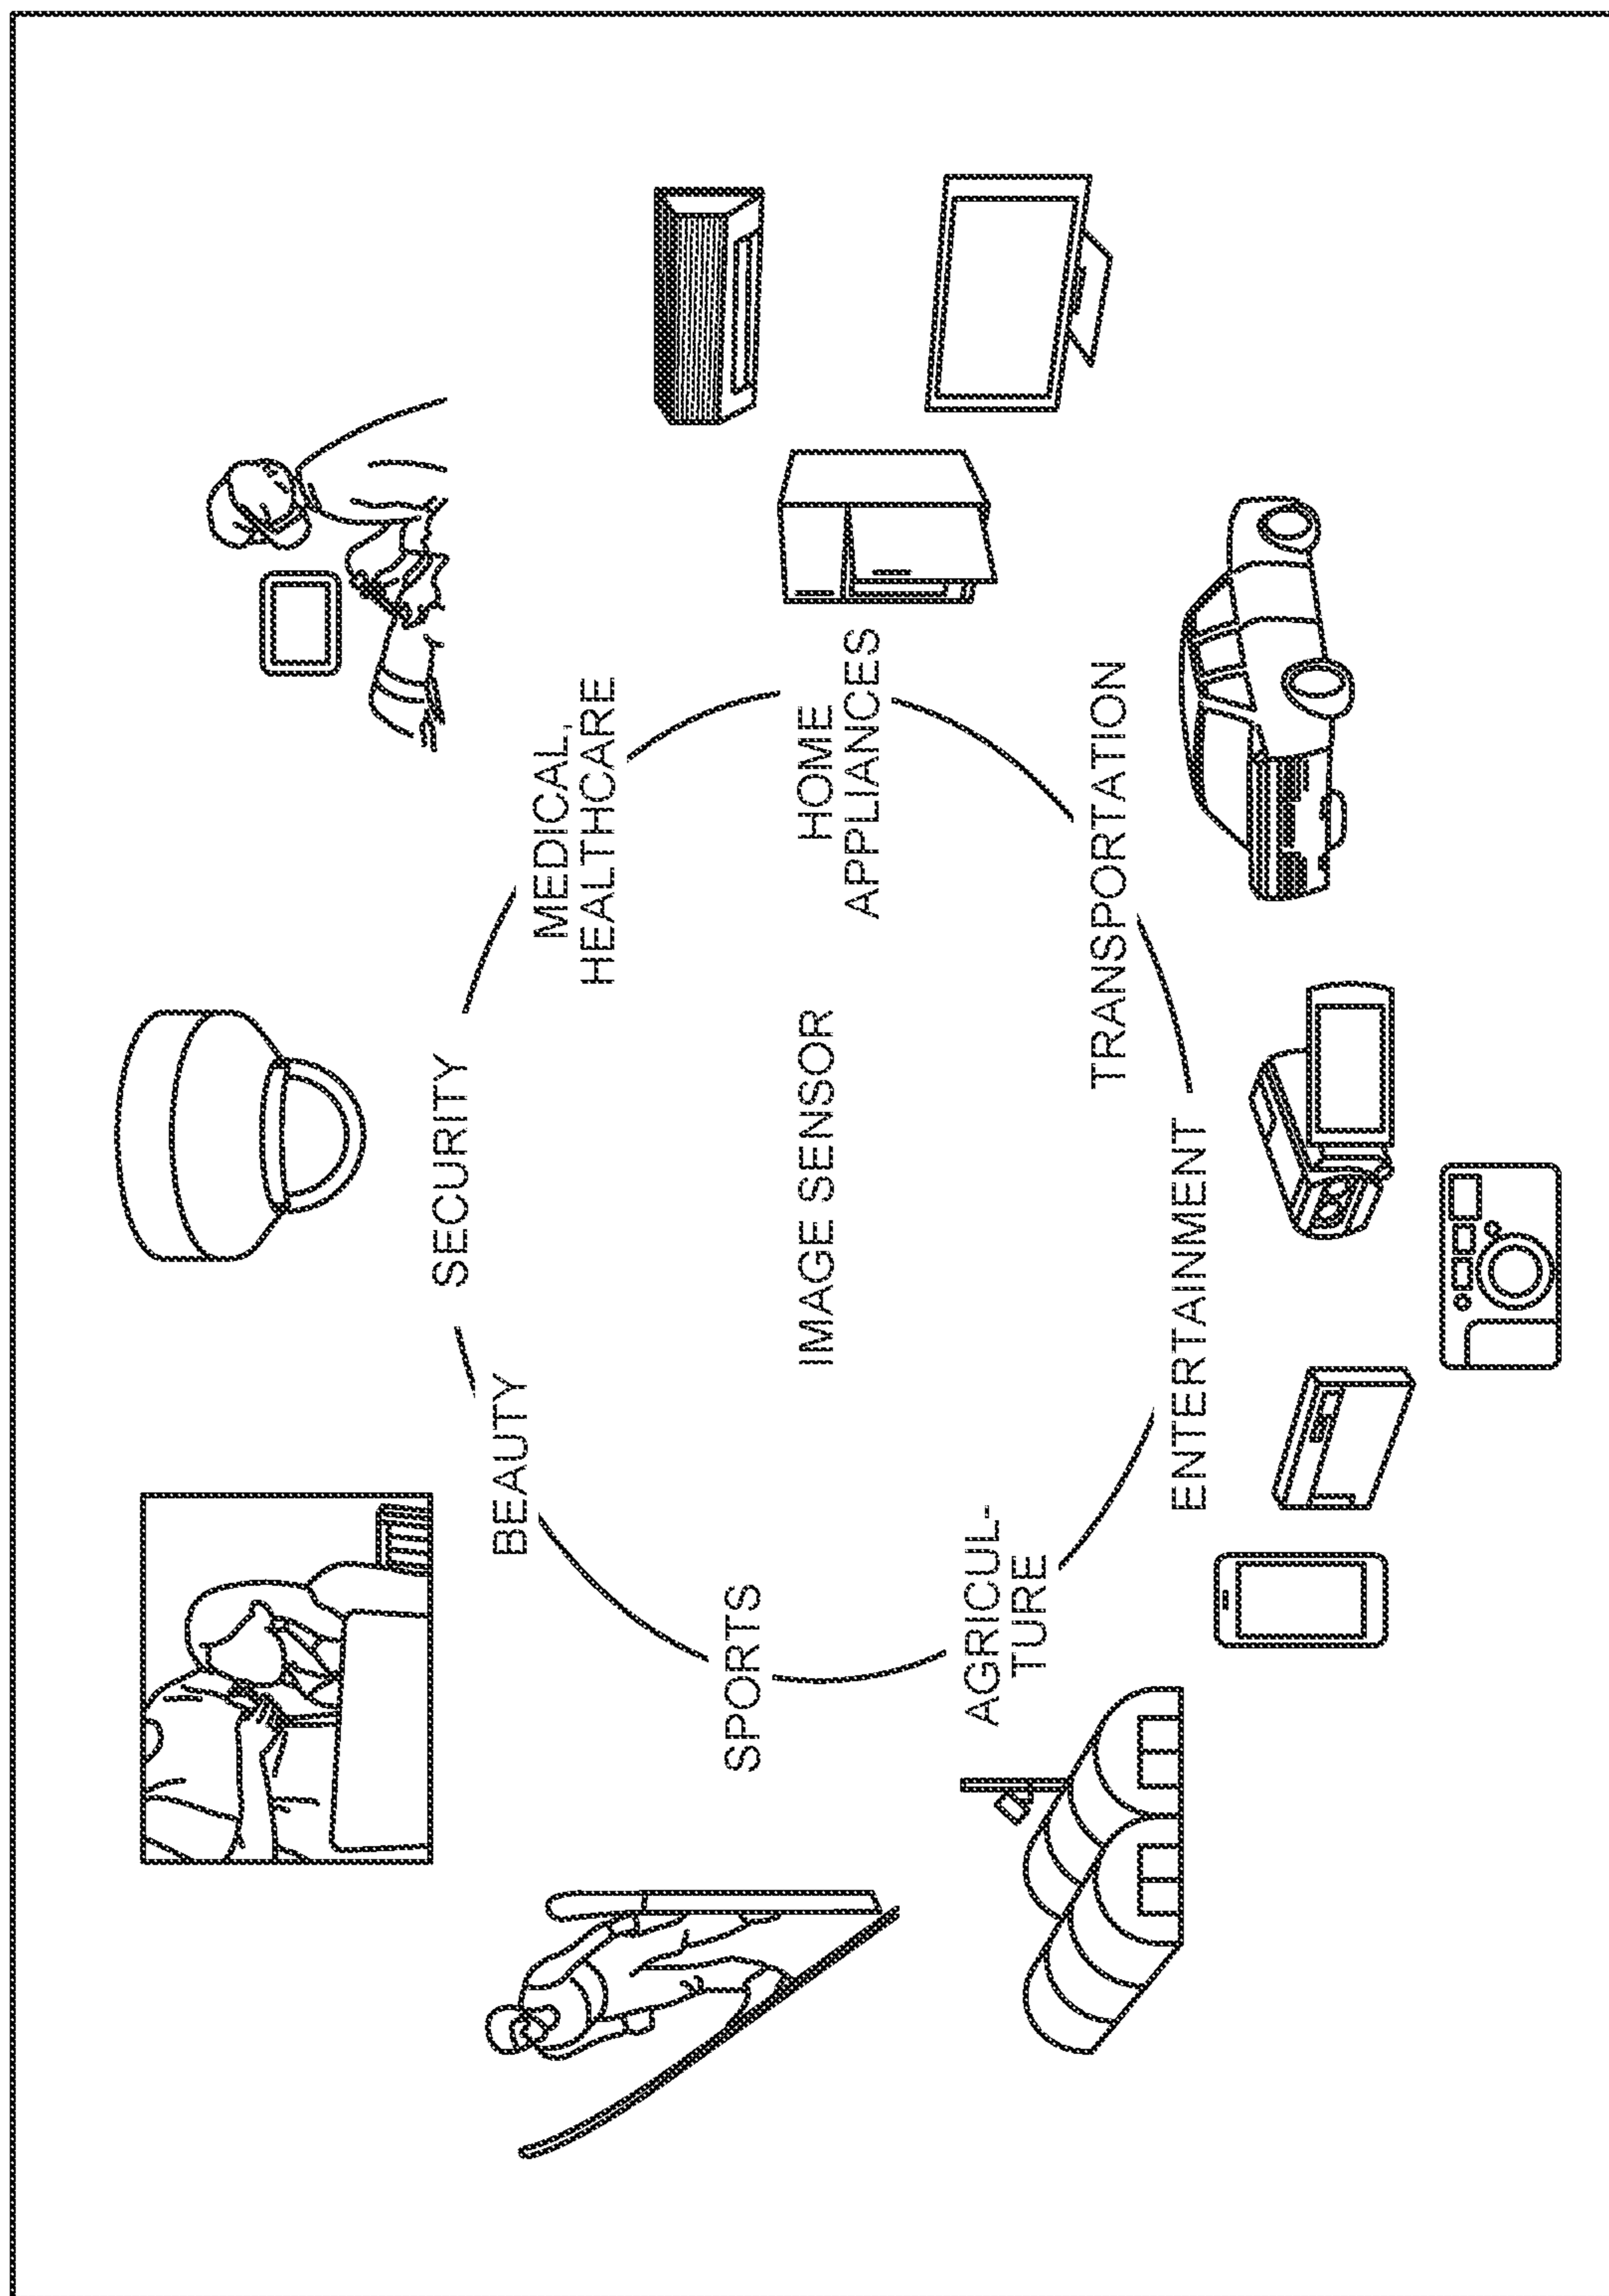 SECURITY
BEAUTY
MEDICAL,
HEALTHCARE
SPORTS
IMAGE SENSOR
HOME
APPLIANCES
AGRICUL-
TURE
TRANSPORTATION
ENTERTAINMENT